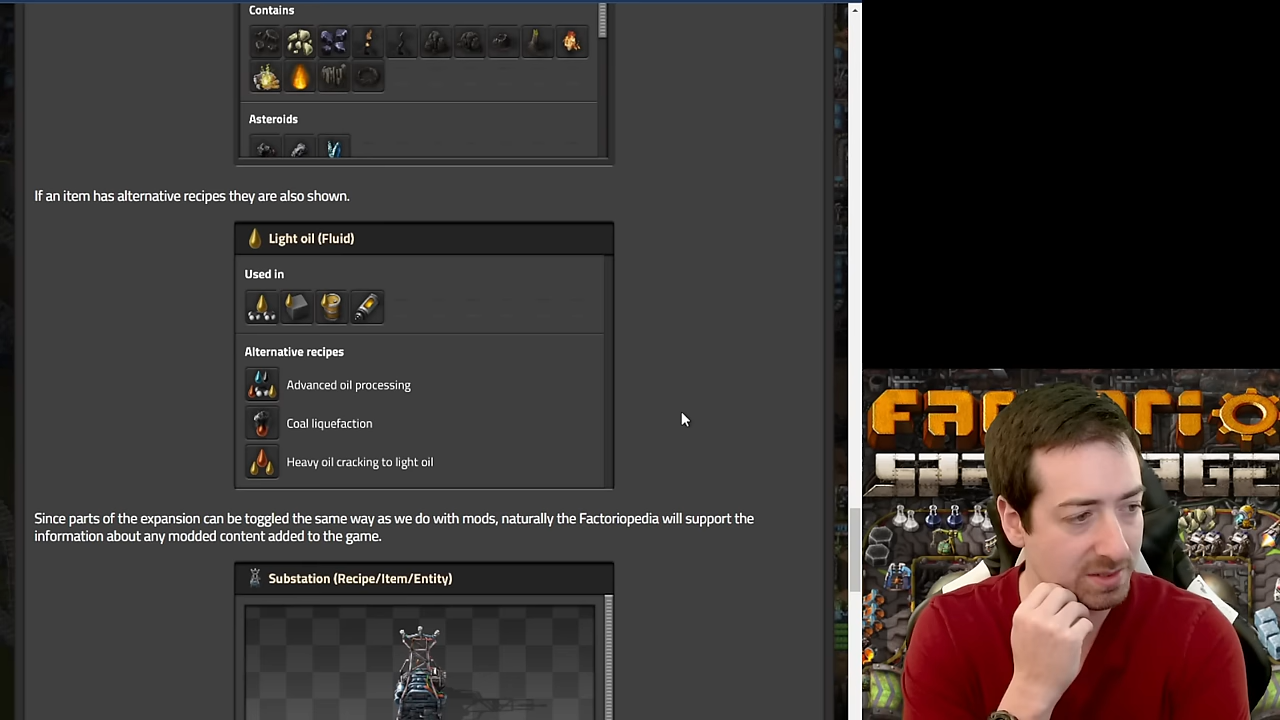 Contains
Asteroids
If an item has alternative recipes they are also shown.
Light oil (Fluid)
Used in
Alternative recipes
Advanced oil processing
Coal liquefaction
Heavy oil cracking to light oil
Since parts of the expansion can be toggled the same way as we do with mods, naturally the Factoriopedia will support the
information about any modded content added to the game.
Substation (Recipe/Item/Entity)